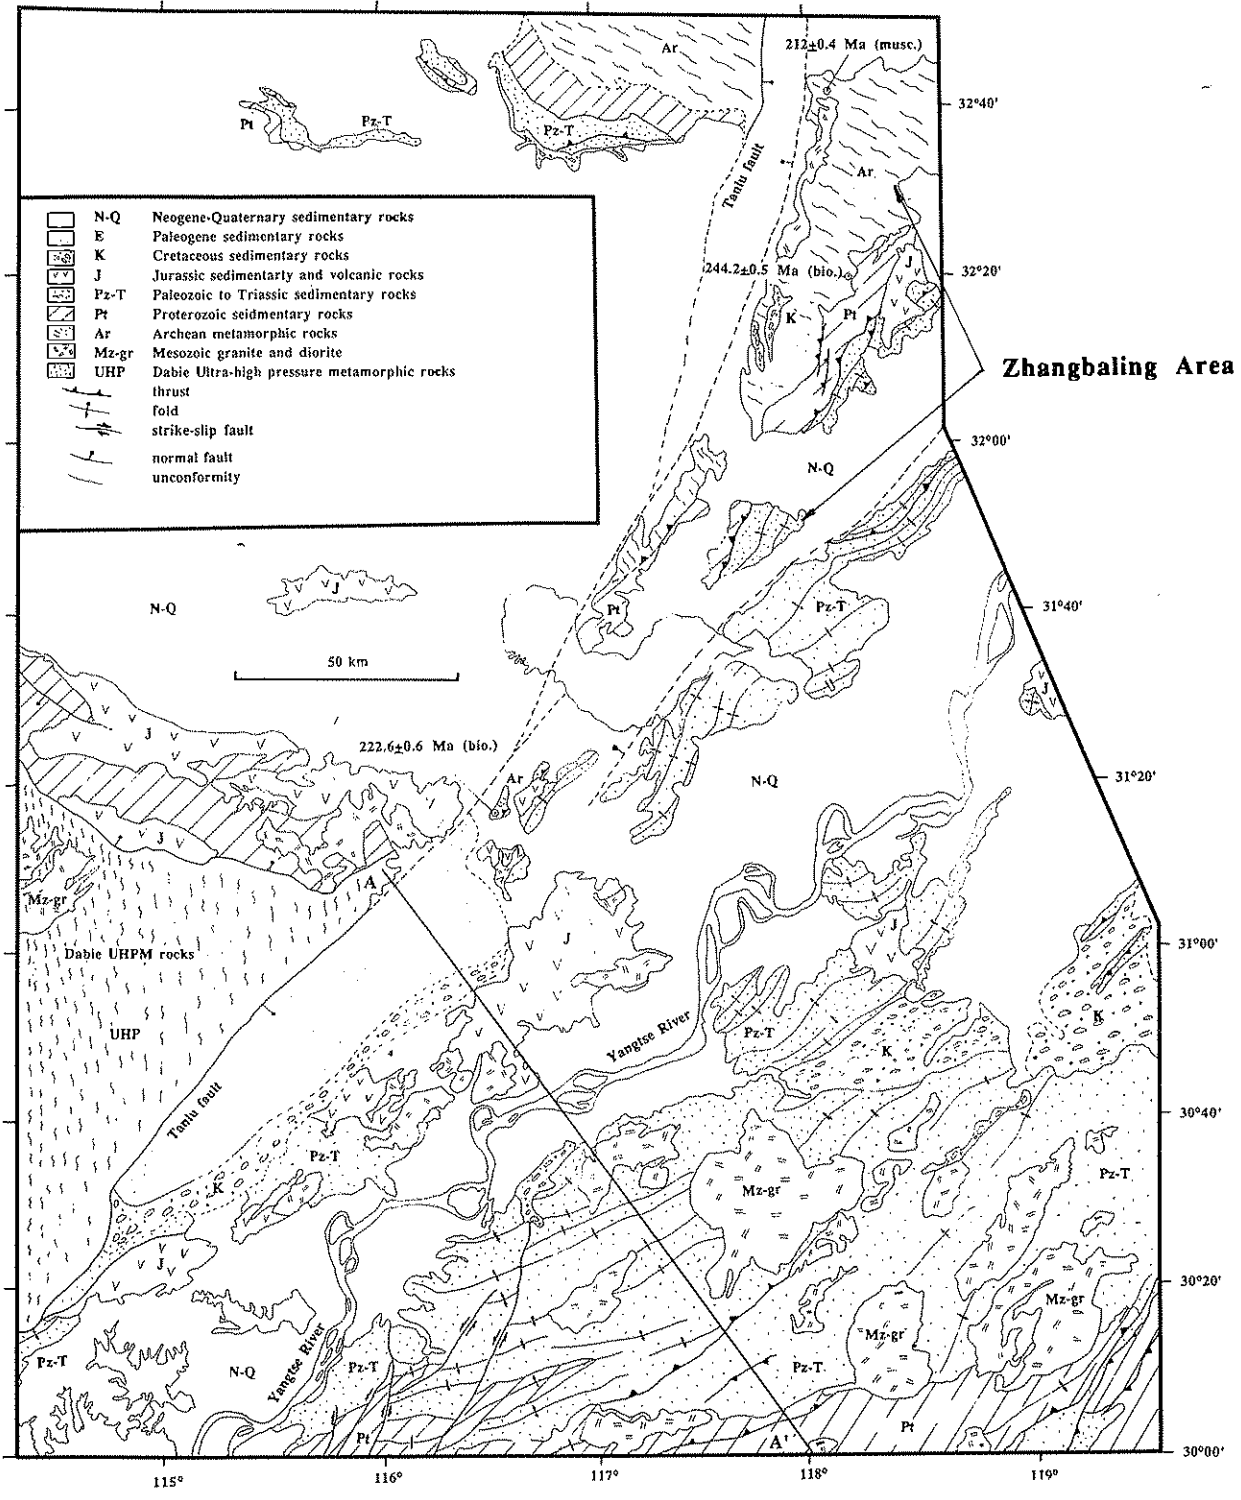 Ar
212±0.4 Ma (musc.)
32°40'
Pt
Pz-T
Pz-T
Tanlu fault
Ar
N-Q Neogene-Quaternary sedimentary rocks
E Paleogene sedimentary rocks
K Cretaceous sedimentary rocks
J Jurassic sedimentarty and volcanic rocks
Pz-T Paleozoic to Triassic sedimentary rocks
Pt Proterozoic seidmentary rocks
Ar Archean metamorphic rocks
Mz-gr Mesozoic granite and diorite
UHP Dabie Ultra-high pressure metamorphic rocks
thrust
fold
strike-slip fault
normal fault
unconformity
244.2±0.5 Ma (bio.)
J
32°20'
K
Pt
Zhangbaling Area
32°00'
N-Q
J
N-Q
Pt
Pz-T
31°40'
50 km
J
J
222.6±0.6 Ma (bio.)
Ar
N-Q
31°20'
J
A
Mz-gr
J
J
31°00'
Dabie UHPM rocks
UHP
Yangtse River
Pz-T
K
K
Tanlu fault
30°40'
Pz-T
K
Mz-gr
Pz-T
J
30°20'
Mz-gr
Mz-gr
Pz-T
N-Q
Yangtse River
Pz-T
Pz-T
Pt
A'
Pt
30°00'
115°
116°
117°
118°
119°